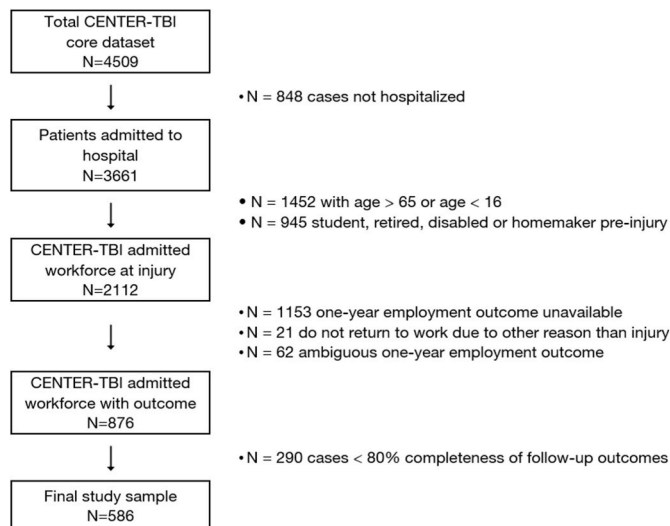 Total CENTER-TBI
core dataset
N=4509
• N = 848 cases not hospitalized
Patients admitted to
hospital
N=3661
• N = 1452 with age > 65 or age < 16
• N = 945 student, retired, disabled or homemaker pre-injury
CENTER-TBI admitted
workforce at injury
N=2112
• N = 1153 one-year employment outcome unavailable
• N = 21 do not return to work due to other reason than injury
• N = 62 ambiguous one-year employment outcome
CENTER-TBI admitted
workforce with outcome
N=876
• N = 290 cases < 80% completeness of follow-up outcomes
Final study sample
N=586